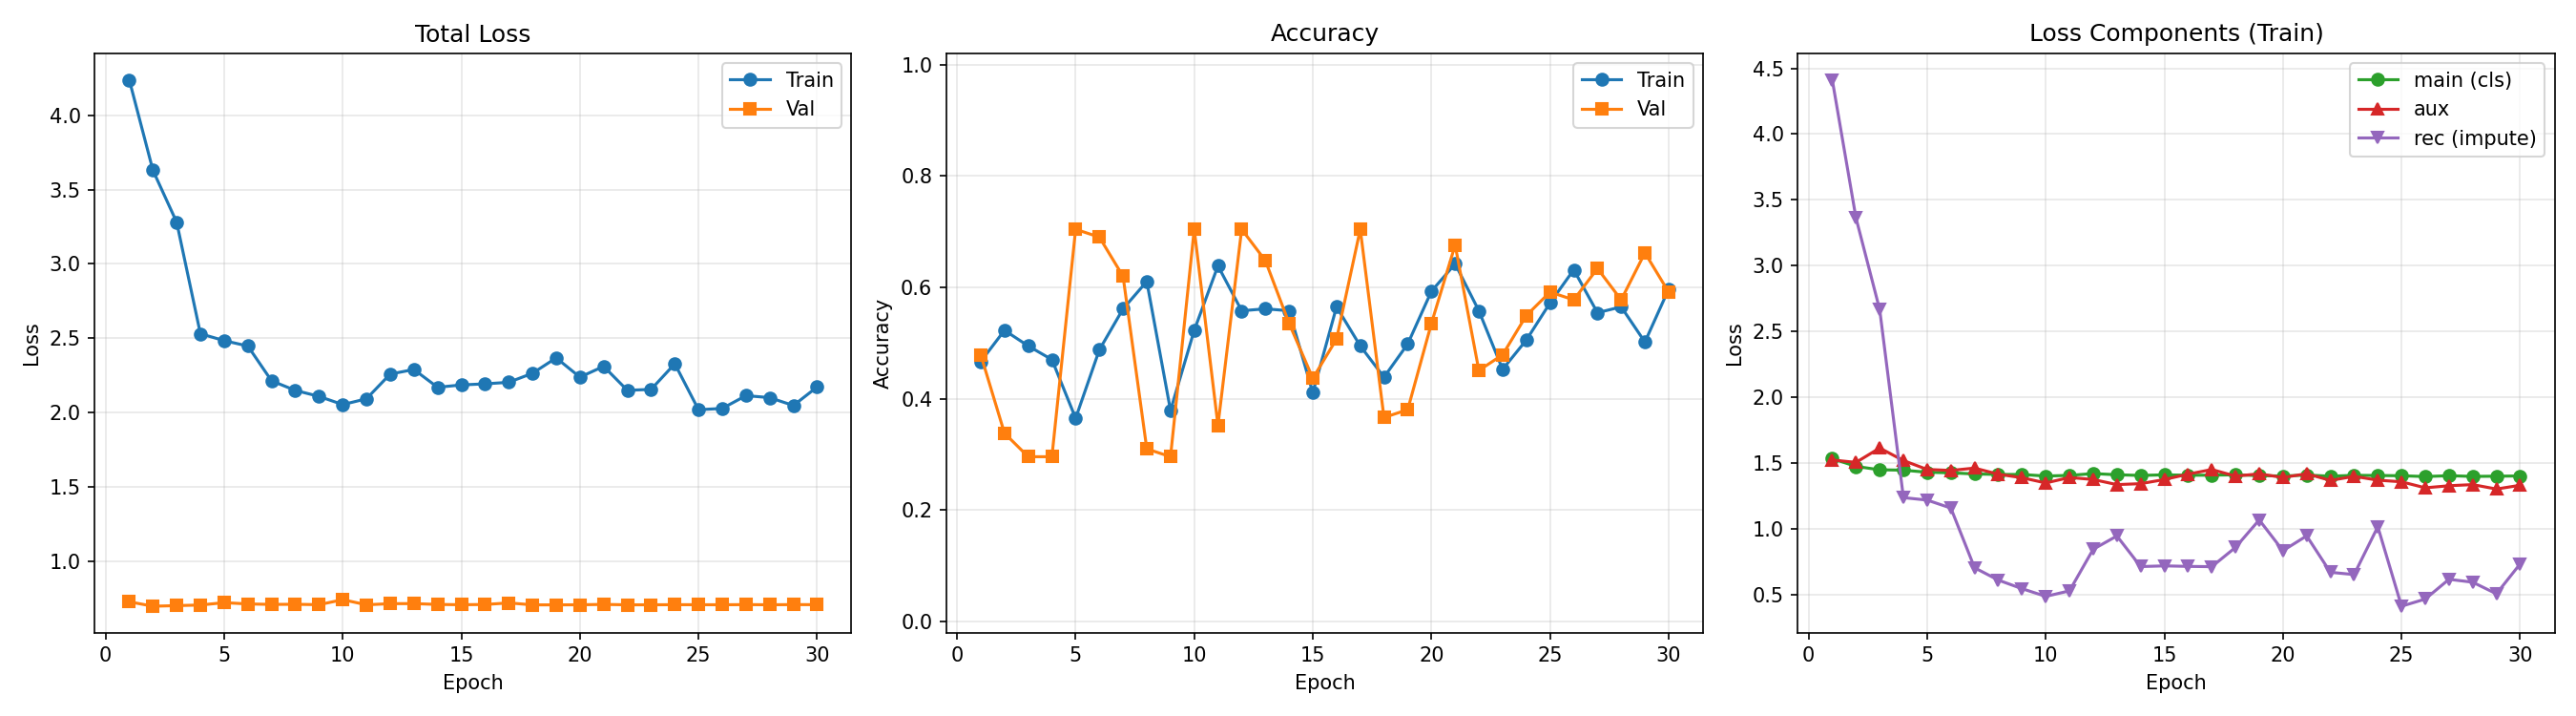 Total Loss
Train
Val
4.0
3.5
3.0
2.5
2.0
1.5
1.0
Loss
0 5 10 15 20 25 30
Epoch
Accuracy
Train
Val
1.0
0.8
0.6
0.4
0.2
0.0
Accuracy
0 5 10 15 20 25 30
Epoch
Loss Components (Train)
main (cls)
aux
rec (impute)
4.5
4.0
3.5
3.0
2.5
2.0
1.5
1.0
0.5
Loss
0 5 10 15 20 25 30
Epoch